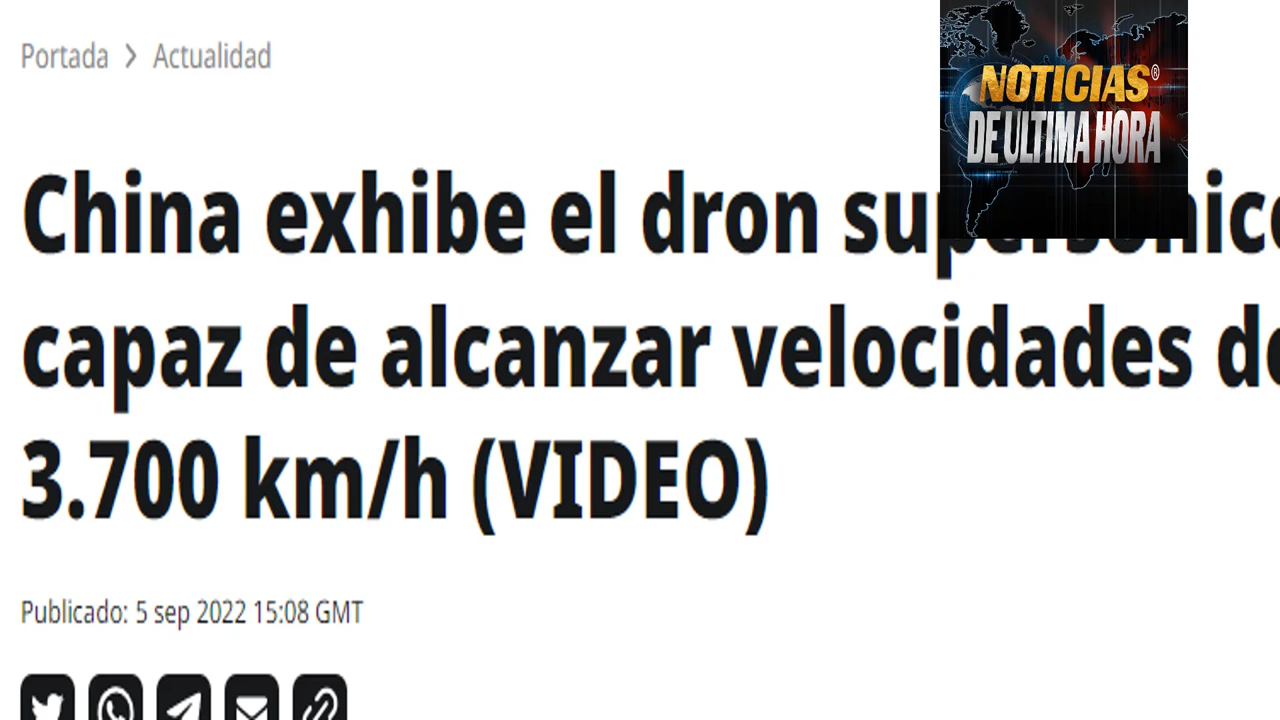 Portada > Actualidad
NOTICIAS®
DE ULTIMA HORA
China exhibe el dron
capaz de alcanzar velocidades
3.700 km/h (VIDEO)
Publicado: 5 sep 2022 15:08 GMT